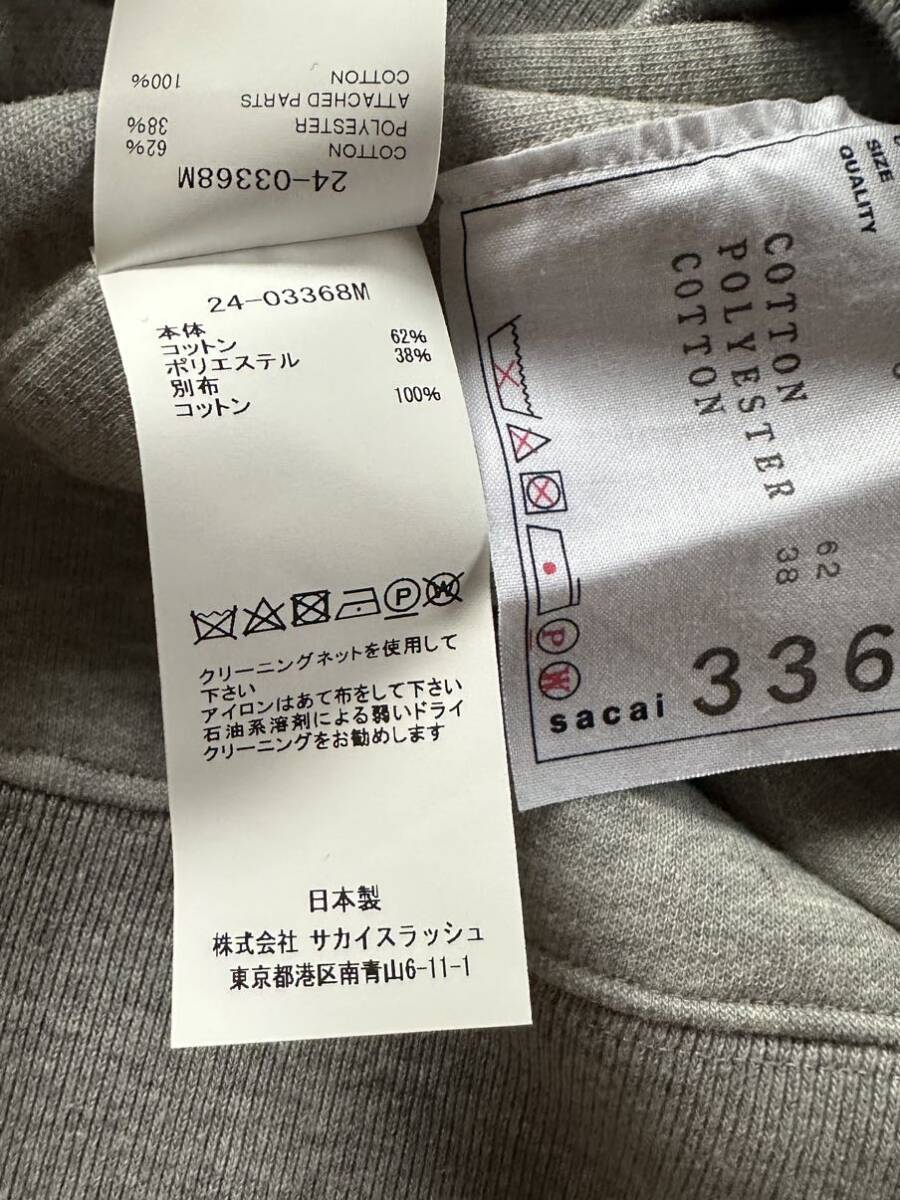 24-03368M
COTTON 62%
POLYESTER 38%
ATTACHED PARTS
COTTON 100%
24-03368M
本体
コットン 62%
ポリエステル 38%
別布
コットン 100%
P W
クリーニングネットを使用して
下さい
アイロンはあて布をして下さい
石油系溶剤による弱いドライ
クリーニングをお勧めします
日本製
株式会社 サカイスラッシュ
東京都港区南青山6-11-1
SIZE
QUALITY
COTTON 62
POLYESTER 38
COTTON
P
W
sacai 336